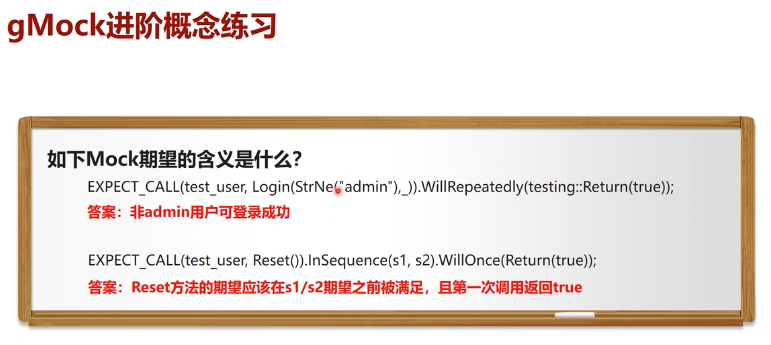 gMock进阶概念练习
如下Mock期望的含义是什么？
EXPECT_CALL(test_user, Login(StrNe("admin"),_)).WillRepeatedly(testing::Return(true));
答案：非admin用户可登录成功
EXPECT_CALL(test_user, Reset()).InSequence(s1, s2).WillOnce(Return(true));
答案：Reset方法的期望应该在s1/s2期望之前被满足，且第一次调用返回true